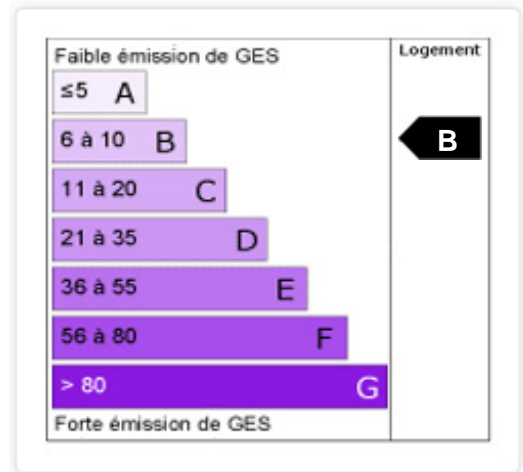 Faible émission de GES
Logement
≤5 A
6 à 10 B
B
11 à 20 C
21 à 35 D
36 à 55 E
56 à 80 F
> 80 G
Forte émission de GES